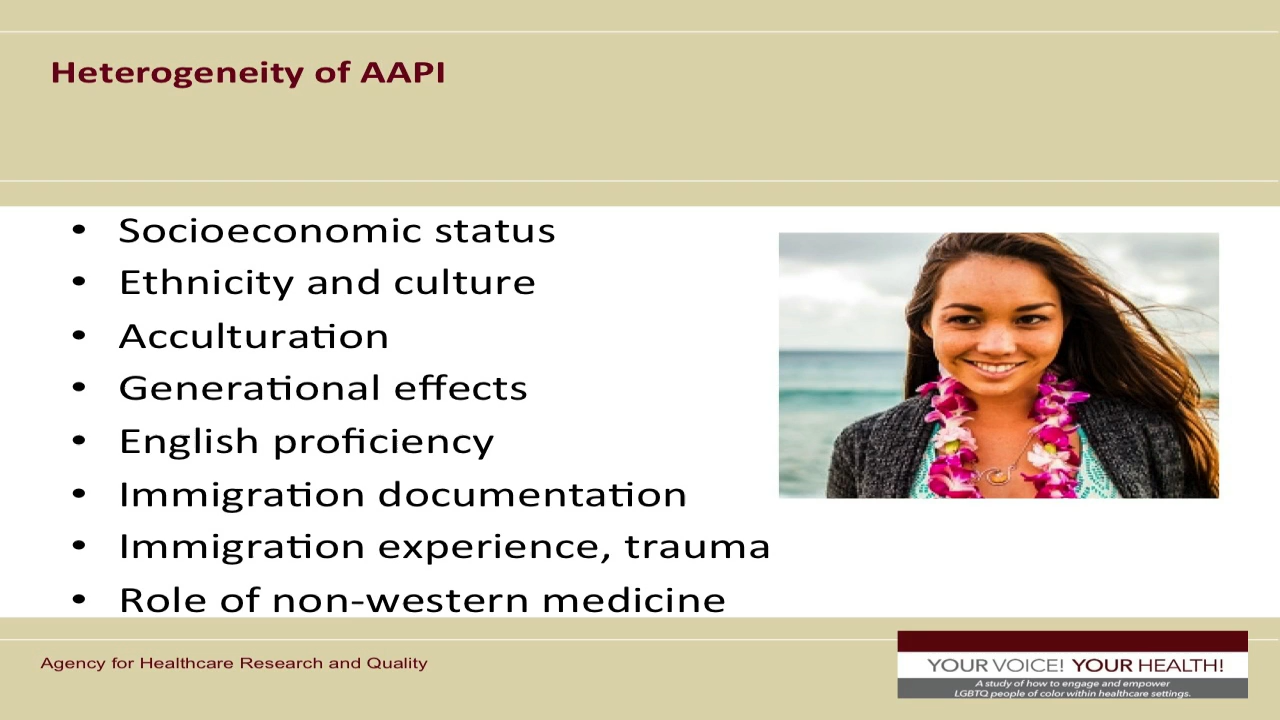 Heterogeneity of AAPI
• Socioeconomic status
• Ethnicity and culture
• Acculturation
• Generational effects
• English proficiency
• Immigration documentation
• Immigration experience, trauma
• Role of non-western medicine
Agency for Healthcare Research and Quality
YOUR VOICE! YOUR HEALTH!
A study of how to engage and empower
LGBTQ people of color within healthcare settings.